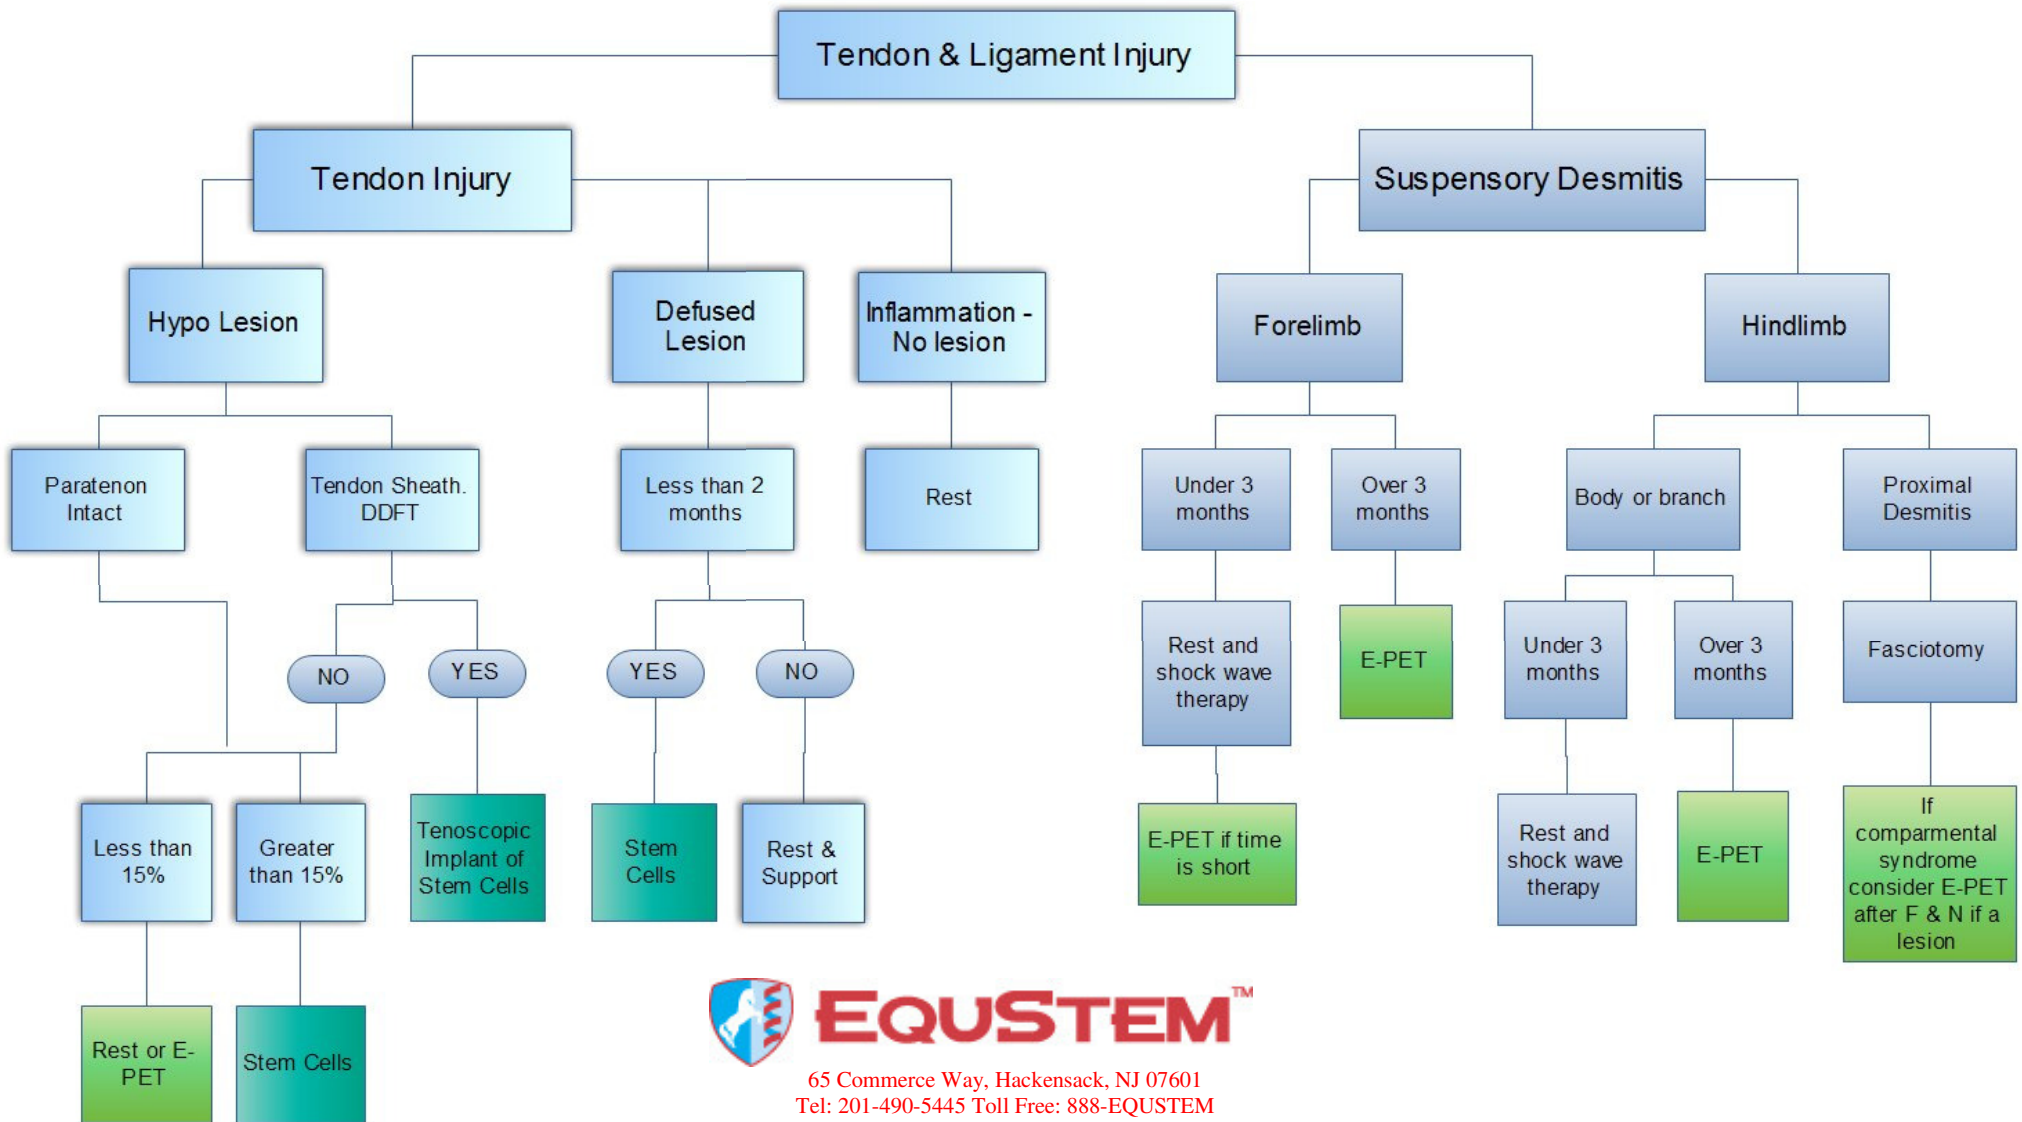 Tendon & Ligament Injury
Tendon Injury
Suspensory Desmitis
Hypo Lesion
Defused
Lesion
Inflammation -
No lesion
Forelimb
Hindlimb
Paratenon
Intact
Tendon Sheath.
DDFT
Less than 2
months
Rest
Under 3
months
Over 3
months
Body or branch
Proximal
Desmitis
NO
YES
YES
NO
Rest and
shock wave
therapy
E-PET
Under 3
months
Over 3
months
Fasciotomy
Less than
15%
Greater
than 15%
Tenoscopic
Implant of
Stem Cells
Stem
Cells
Rest &
Support
E-PET if time
is short
Rest and
shock wave
therapy
E-PET
If
comparmental
syndrome
consider E-PET
after F & N if a
lesion
Rest or E-
PET
Stem Cells
EQUSTEM™
65 Commerce Way, Hackensack, NJ 07601
Tel: 201-490-5445 Toll Free: 888-EQUSTEM